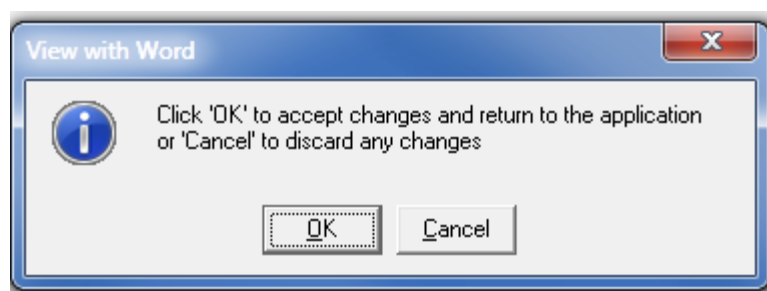 View with Word
Click 'OK' to accept changes and return to the application
or 'Cancel' to discard any changes
OK
Cancel